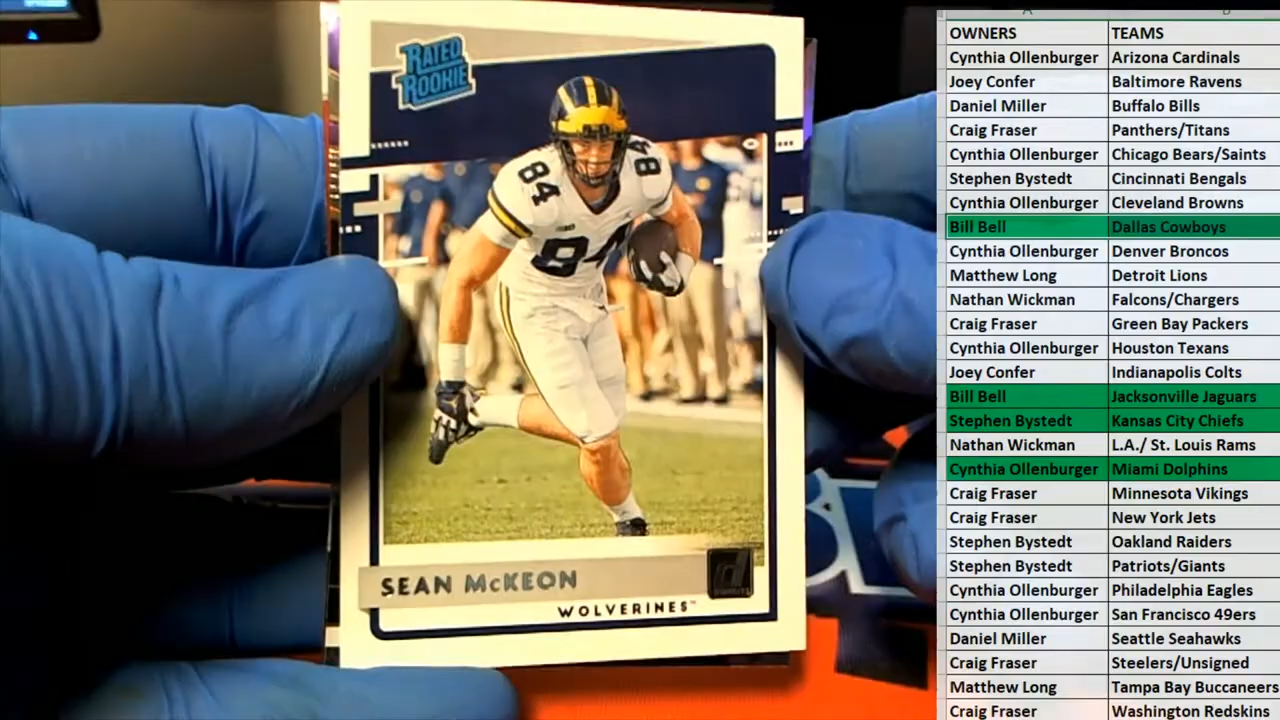 RATED
ROOKIE
84
84
84
SEAN McKEON
WOLVERINES™
OWNERS TEAMS
Cynthia Ollenburger Arizona Cardinals
Joey Confer Baltimore Ravens
Daniel Miller Buffalo Bills
Craig Fraser Panthers/Titans
Cynthia Ollenburger Chicago Bears/Saints
Stephen Bystedt Cincinnati Bengals
Cynthia Ollenburger Cleveland Browns
Bill Bell Dallas Cowboys
Cynthia Ollenburger Denver Broncos
Matthew Long Detroit Lions
Nathan Wickman Falcons/Chargers
Craig Fraser Green Bay Packers
Cynthia Ollenburger Houston Texans
Joey Confer Indianapolis Colts
Bill Bell Jacksonville Jaguars
Stephen Bystedt Kansas City Chiefs
Nathan Wickman L.A./ St. Louis Rams
Cynthia Ollenburger Miami Dolphins
Craig Fraser Minnesota Vikings
Craig Fraser New York Jets
Stephen Bystedt Oakland Raiders
Stephen Bystedt Patriots/Giants
Cynthia Ollenburger Philadelphia Eagles
Cynthia Ollenburger San Francisco 49ers
Daniel Miller Seattle Seahawks
Craig Fraser Steelers/Unsigned
Matthew Long Tampa Bay Buccaneers
Craig Fraser Washington Redskins